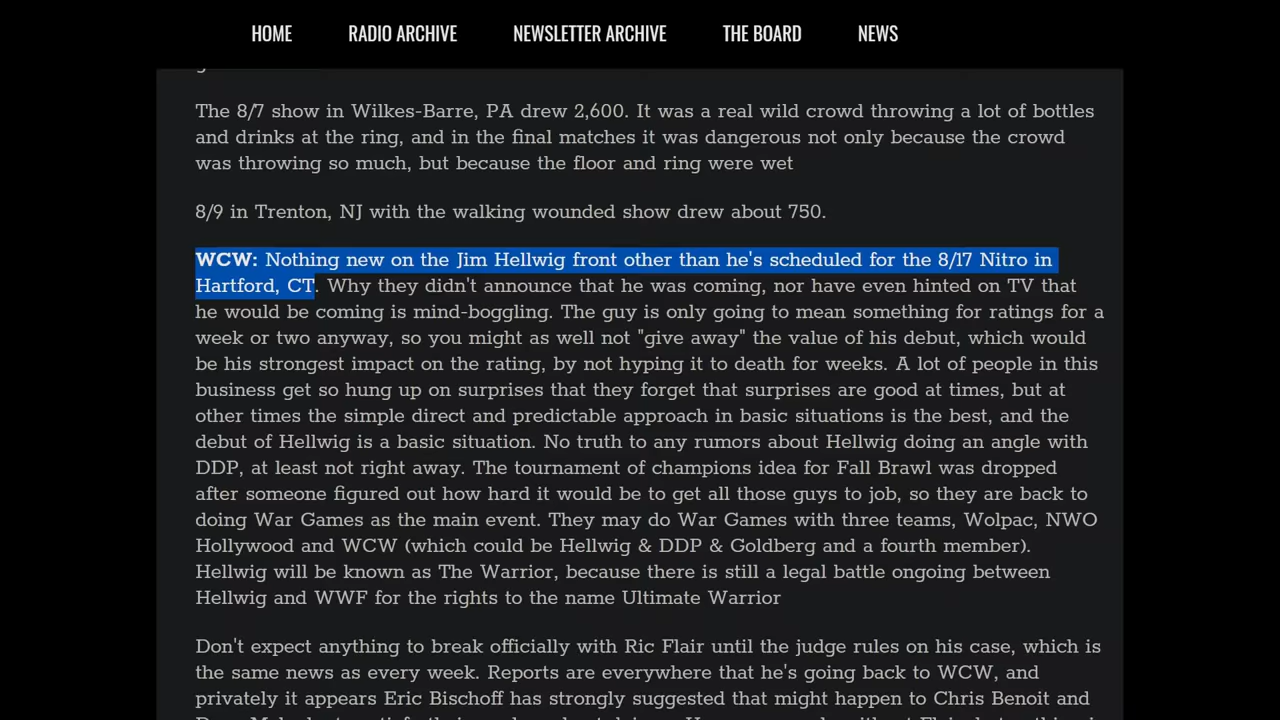 HOME RADIO ARCHIVE NEWSLETTER ARCHIVE THE BOARD NEWS
The 8/7 show in Wilkes-Barre, PA drew 2,600. It was a real wild crowd throwing a lot of bottles
and drinks at the ring, and in the final matches it was dangerous not only because the crowd
was throwing so much, but because the floor and ring were wet
8/9 in Trenton, NJ with the walking wounded show drew about 750.
WCW: Nothing new on the Jim Hellwig front other than he's scheduled for the 8/17 Nitro in
Hartford, CT. Why they didn't announce that he was coming, nor have even hinted on TV that
he would be coming is mind-boggling. The guy is only going to mean something for ratings for a
week or two anyway, so you might as well not "give away" the value of his debut, which would
be his strongest impact on the rating, by not hyping it to death for weeks. A lot of people in this
business get so hung up on surprises that they forget that surprises are good at times, but at
other times the simple direct and predictable approach in basic situations is the best, and the
debut of Hellwig is a basic situation. No truth to any rumors about Hellwig doing an angle with
DDP, at least not right away. The tournament of champions idea for Fall Brawl was dropped
after someone figured out how hard it would be to get all those guys to job, so they are back to
doing War Games as the main event. They may do War Games with three teams, Wolpac, NWO
Hollywood and WCW (which could be Hellwig & DDP & Goldberg and a fourth member).
Hellwig will be known as The Warrior, because there is still a legal battle ongoing between
Hellwig and WWF for the rights to the name Ultimate Warrior
Don't expect anything to break officially with Ric Flair until the judge rules on his case, which is
the same news as every week. Reports are everywhere that he's going back to WCW, and
privately it appears Eric Bischoff has strongly suggested that might happen to Chris Benoit and